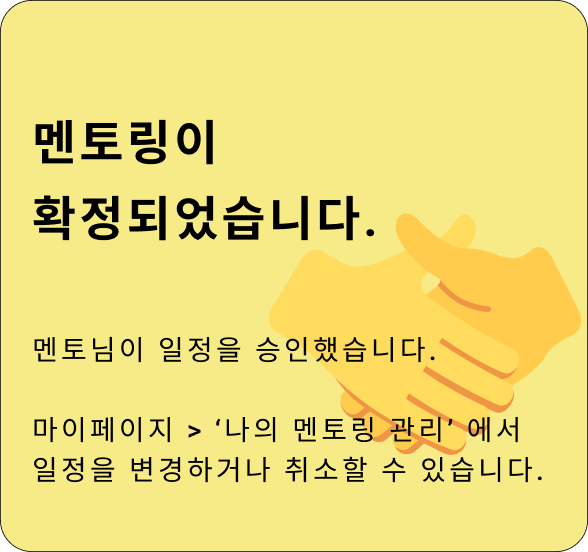 멘토링이
확정되었습니다.
멘토님이 일정을 승인했습니다.
마이페이지 > ‘나의 멘토링 관리’ 에서
일정을 변경하거나 취소할 수 있습니다.